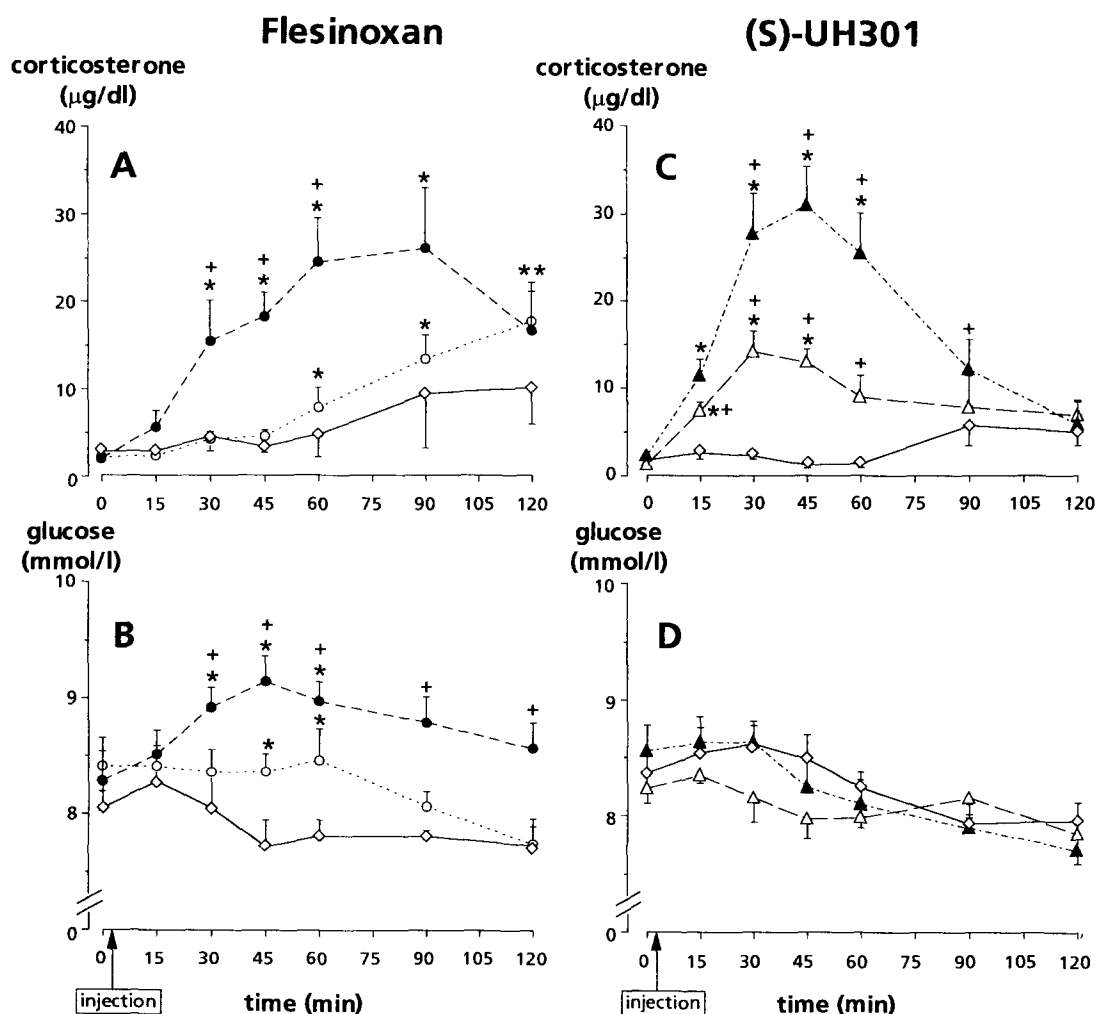 Flesinoxan
(S)-UH301
corticosterone
(µg/dl)
40
30
20
10
0
A
+
*
+
*
+
*
*
*
*
**
0 15 30 45 60 75 90 105 120
corticosterone
(µg/dl)
40
30
20
10
0
C
*
+
*
+
*
+
*
+
*+
+
*
+
*
+
0 15 30 45 60 75 90 105 120
glucose
(mmol/l)
10
9
8
0
B
+
*
+
*
+
*
+
+
*
*
0 15 30 45 60 75 90 105 120
injection
time (min)
glucose
(mmol/l)
10
9
8
0
D
0 15 30 45 60 75 90 105 120
injection
time (min)